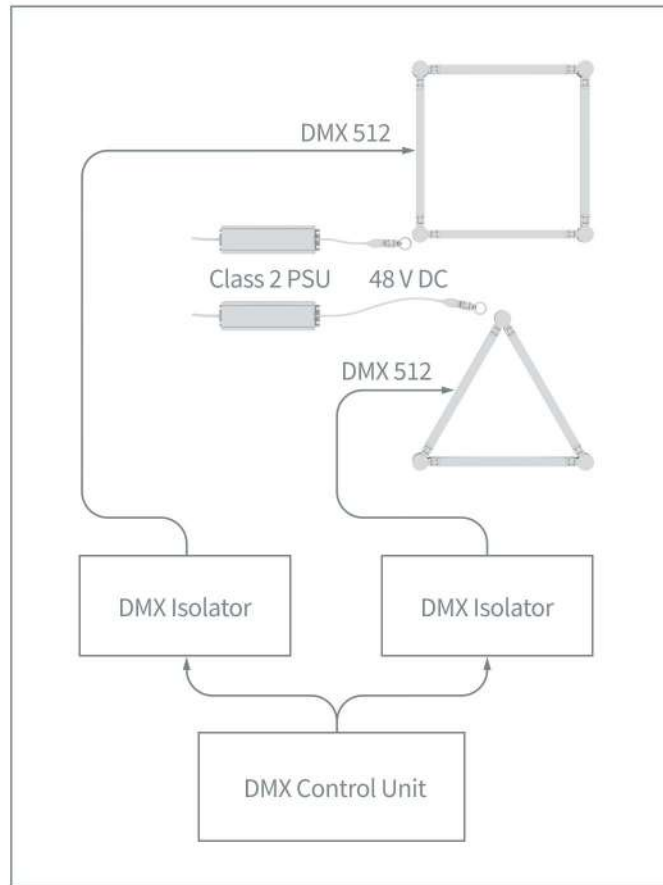 DMX 512
Class 2 PSU 48 V DC
DMX 512
DMX Isolator DMX Isolator
DMX Control Unit